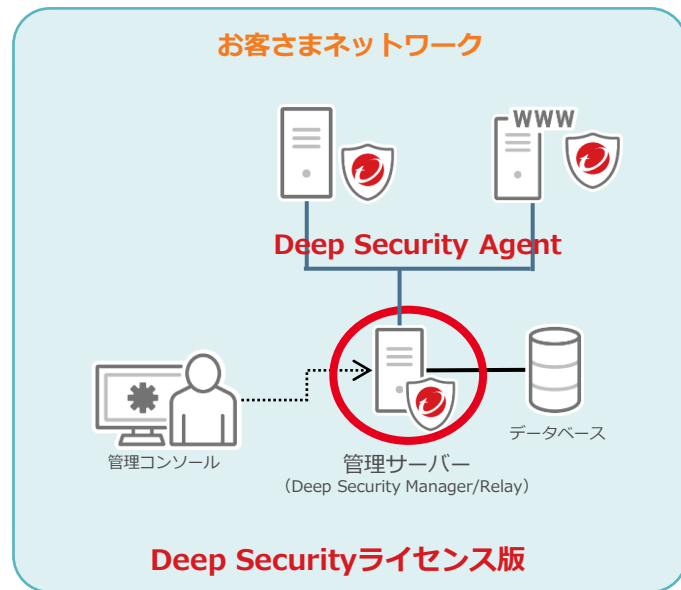 お客さまネットワーク
WWW
Deep Security Agent
管理コンソール
管理サーバー
（Deep Security Manager/Relay）
データベース
Deep Securityライセンス版